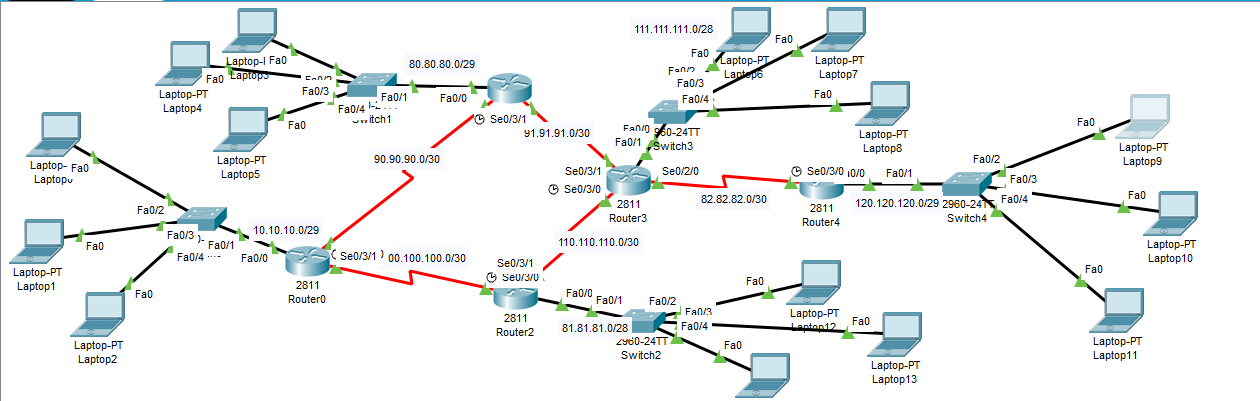 111.111.111.0/28
Fa0
Laptop6
Fa0
Laptop-PT
Laptop7
Fa0
Laptop3
Fa0
Laptop-PT
Laptop4
Fa0/3
Fa0/4
Fa0/1
Switch1
80.80.80.0/29
Fa0/0
Se0/3/1
91.91.91.0/30
Fa0
Laptop-PT
Laptop5
90.90.90.0/30
Fa0/3
Fa0/4
960-24TT
Switch3
Fa0/0
Fa0/1
Fa0
Laptop-PT
Laptop8
Fa0
Laptop-PT
Laptop9
Fa0
Fa0/2
Fa0/3
Fa0/1
Fa0/4
2960-24TT
Switch4
Fa0
Laptop-PT
Laptop10
Se0/3/1
Se0/3/0
Se0/2/0
2811
Router3
82.82.82.0/30
Se0/3/0
2811
Router4
120.120.120.0/29
Fa0/2
Fa0/3
Fa0/4
Fa0/1
10.10.10.0/29
Fa0/0
Fa0
Laptop-PT
Laptop1
Se0/3/1
2811
Router0
00.100.100.0/30
110.110.110.0/30
Se0/3/1
Se0/3/0
2811
Router2
Fa0
Laptop-PT
Laptop2
Fa0/0
Fa0/1
81.81.81.0/28
Fa0/2
Fa0/3
Fa0/4
2960-24TT
Switch2
Fa0
Laptop-PT
Laptop12
Fa0
Laptop-PT
Laptop13
Fa0
Fa0
Laptop-PT
Laptop11